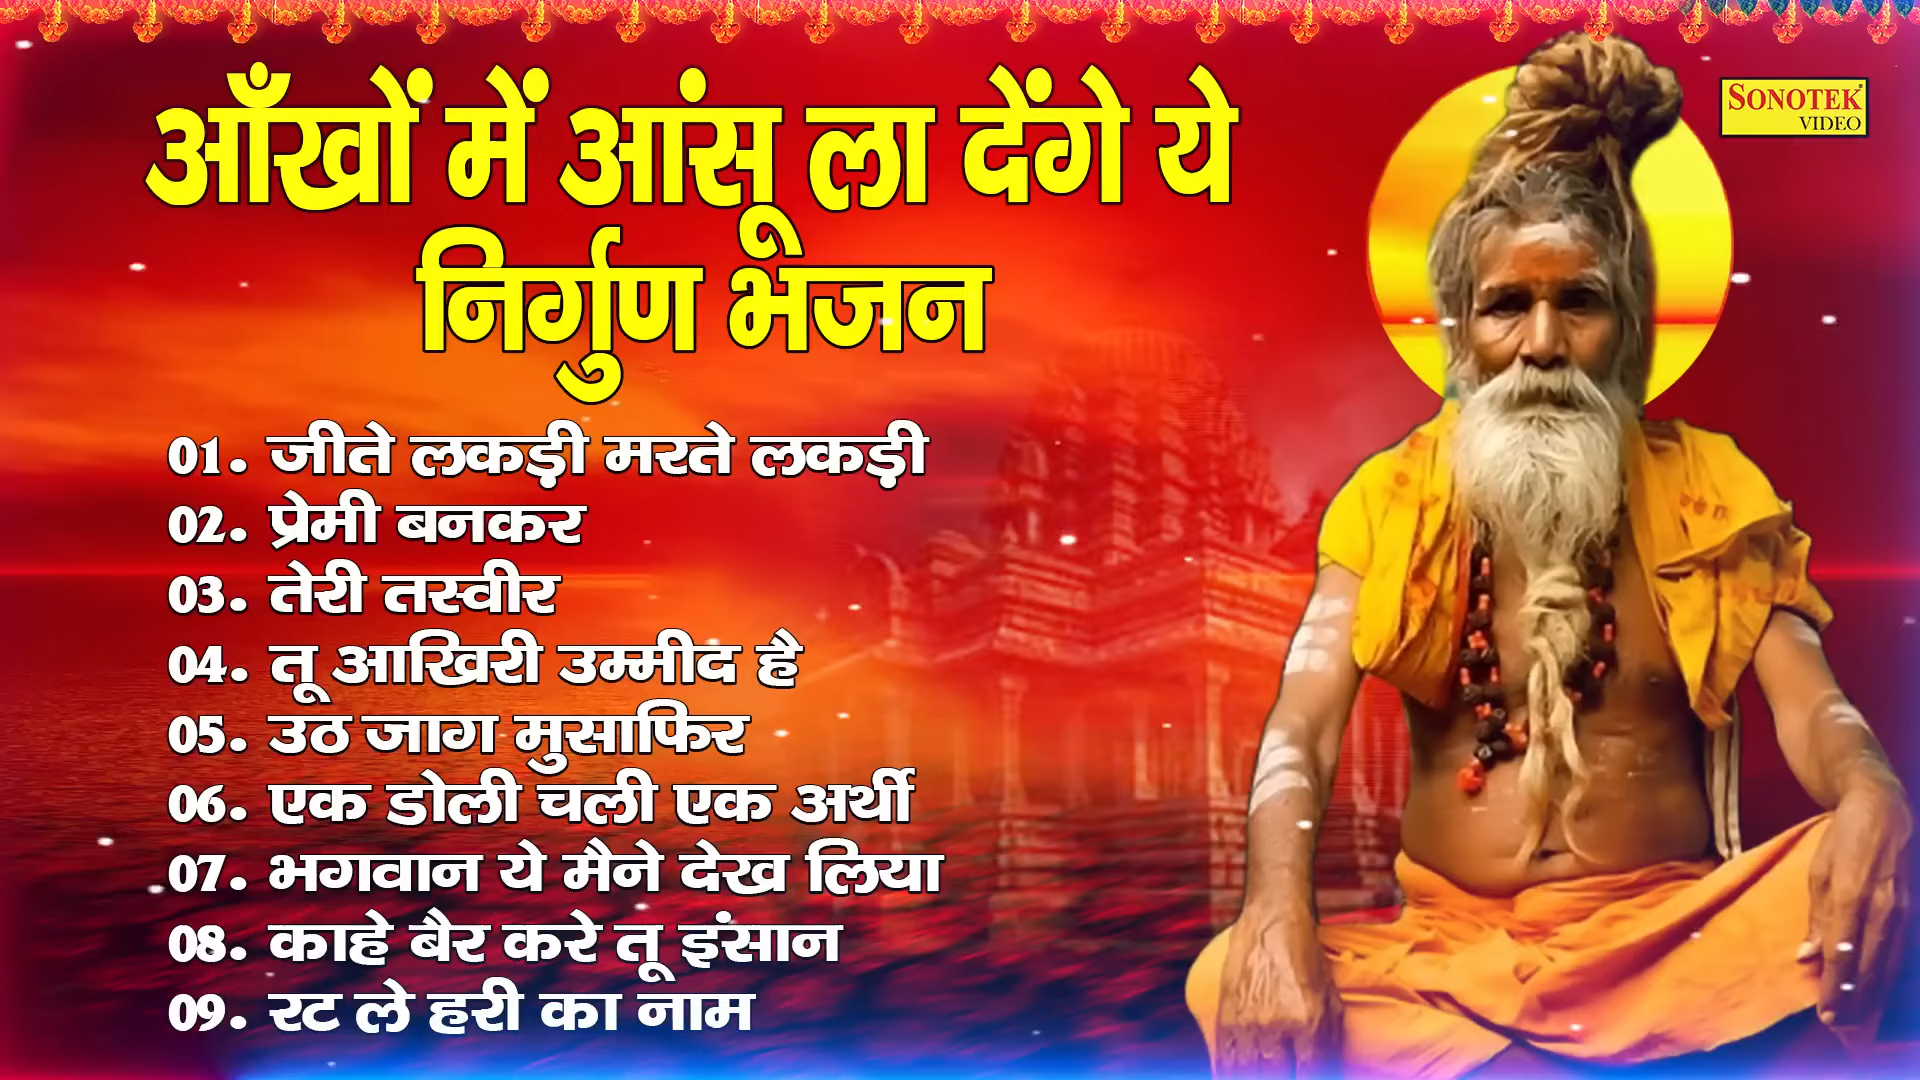 आँखों में आंसू ला देंगे ये
निर्गुण भजन
SONOTEK
VIDEO
01. जीते लकड़ी मरते लकड़ी
02. प्रेमी बनकर
03. तेरी तस्वीर
04. तू आखिरी उम्मीद है
05. उठ जाग मुसाफिर
06. एक डोली चली एक अर्थी
07. भगवान ये मैने देख लिया
08. काहे बैर करे तू इंसान
09. रट ले हरी का नाम